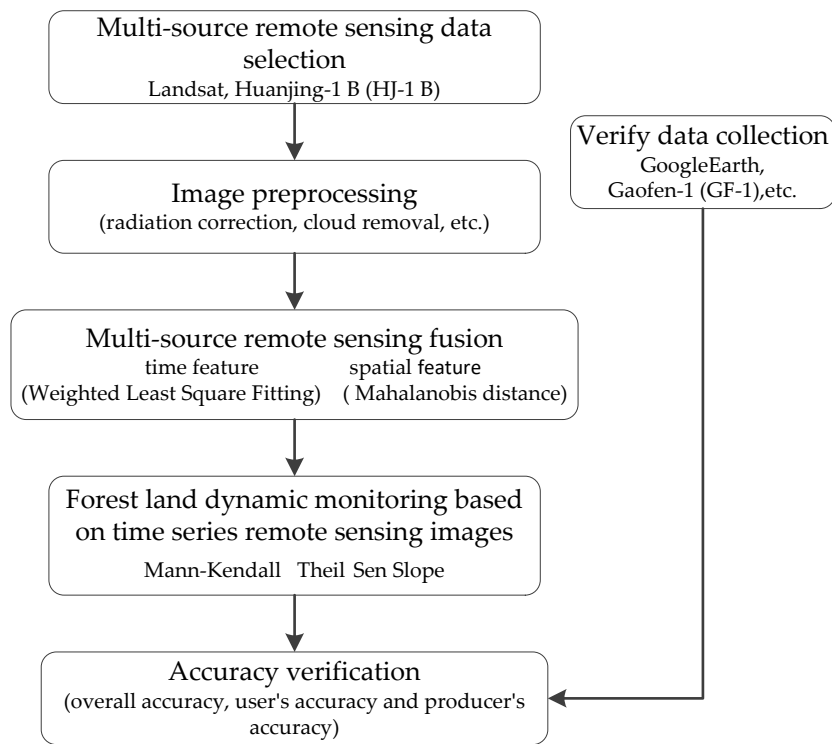 Multi-source remote sensing data
selection
Landsat, Huanjing-1 B (HJ-1 B)
Verify data collection
GoogleEarth,
Gaofen-1 (GF-1),etc.
Image preprocessing
(radiation correction, cloud removal, etc.)
Multi-source remote sensing fusion
time feature spatial feature
(Weighted Least Square Fitting) ( Mahalanobis distance)
Forest land dynamic monitoring based
on time series remote sensing images
Mann-Kendall Theil Sen Slope
Accuracy verification
(overall accuracy, user's accuracy and producer's
accuracy)